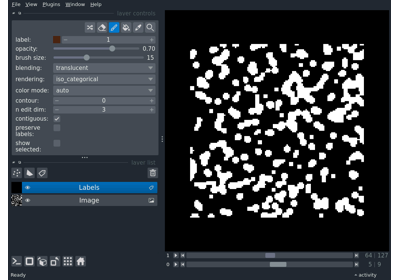 File View Plugins Window Help
layer controls
label: 1
opacity: 0.70
brush size: 15
blending: translucent
rendering: iso_categorical
color mode: auto
contour: 0
n edit dim: 3
contiguous:
preserve
labels:
show
selected:
layer list
Labels
Image
1 64 127
0 5 9
Ready activity